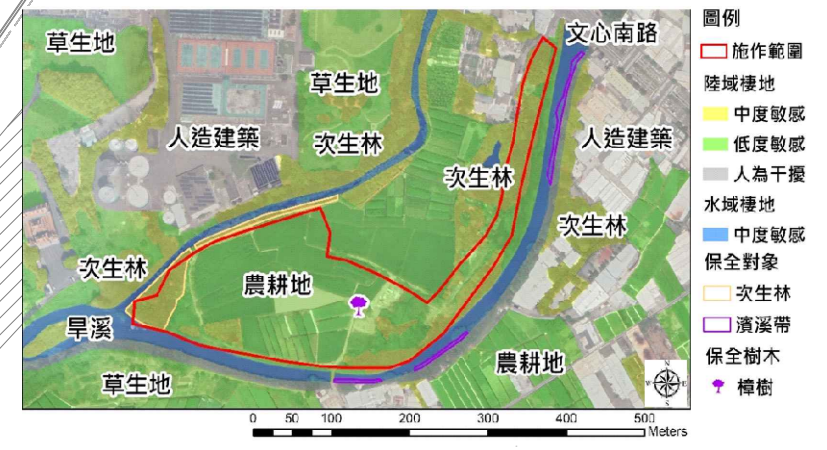 草生地
草生地
人造建築
次生林
文心南路
人造建築
次生林
次生林
次生林
農耕地
旱溪
草生地
農耕地
N
W E
S
0 50 100 200 300 400 500
Meters
圖例
施作範圍
陸域棲地
中度敏感
低度敏感
人為干擾
水域棲地
中度敏感
保全對象
次生林
濱溪帶
保全樹木
樟樹